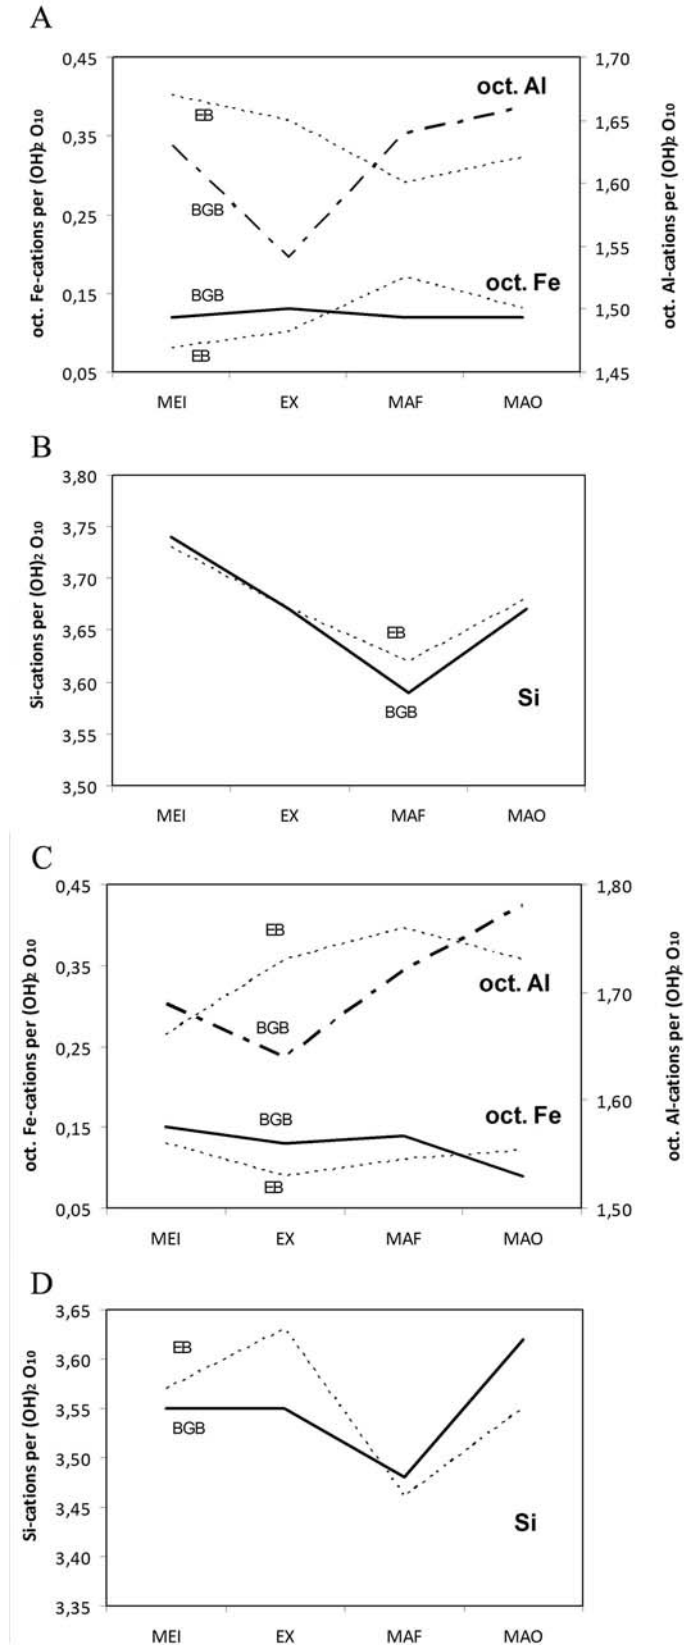 A
0,45
0,35
0,25
0,15
0,05
oct. Fe-cations per (OH)₂ O₁₀
1,70
1,65
1,60
1,55
1,50
1,45
oct. Al-cations per (OH)₂ O₁₀
oct. Al
EB
BGB
oct. Fe
BGB
EB
MEI EX MAF MAO
B
3,80
3,75
3,70
3,65
3,60
3,55
3,50
Si-cations per (OH)₂ O₁₀
EB
BGB
Si
MEI EX MAF MAO
C
0,45
0,35
0,25
0,15
0,05
oct. Fe-cations per (OH)₂ O₁₀
1,80
1,70
1,60
1,50
oct. Al-cations per (OH)₂ O₁₀
EB
oct. Al
BGB
BGB
oct. Fe
EB
MEI EX MAF MAO
D
3,65
3,60
3,55
3,50
3,45
3,40
3,35
Si-cations per (OH)₂ O₁₀
EB
BGB
Si
MEI EX MAF MAO